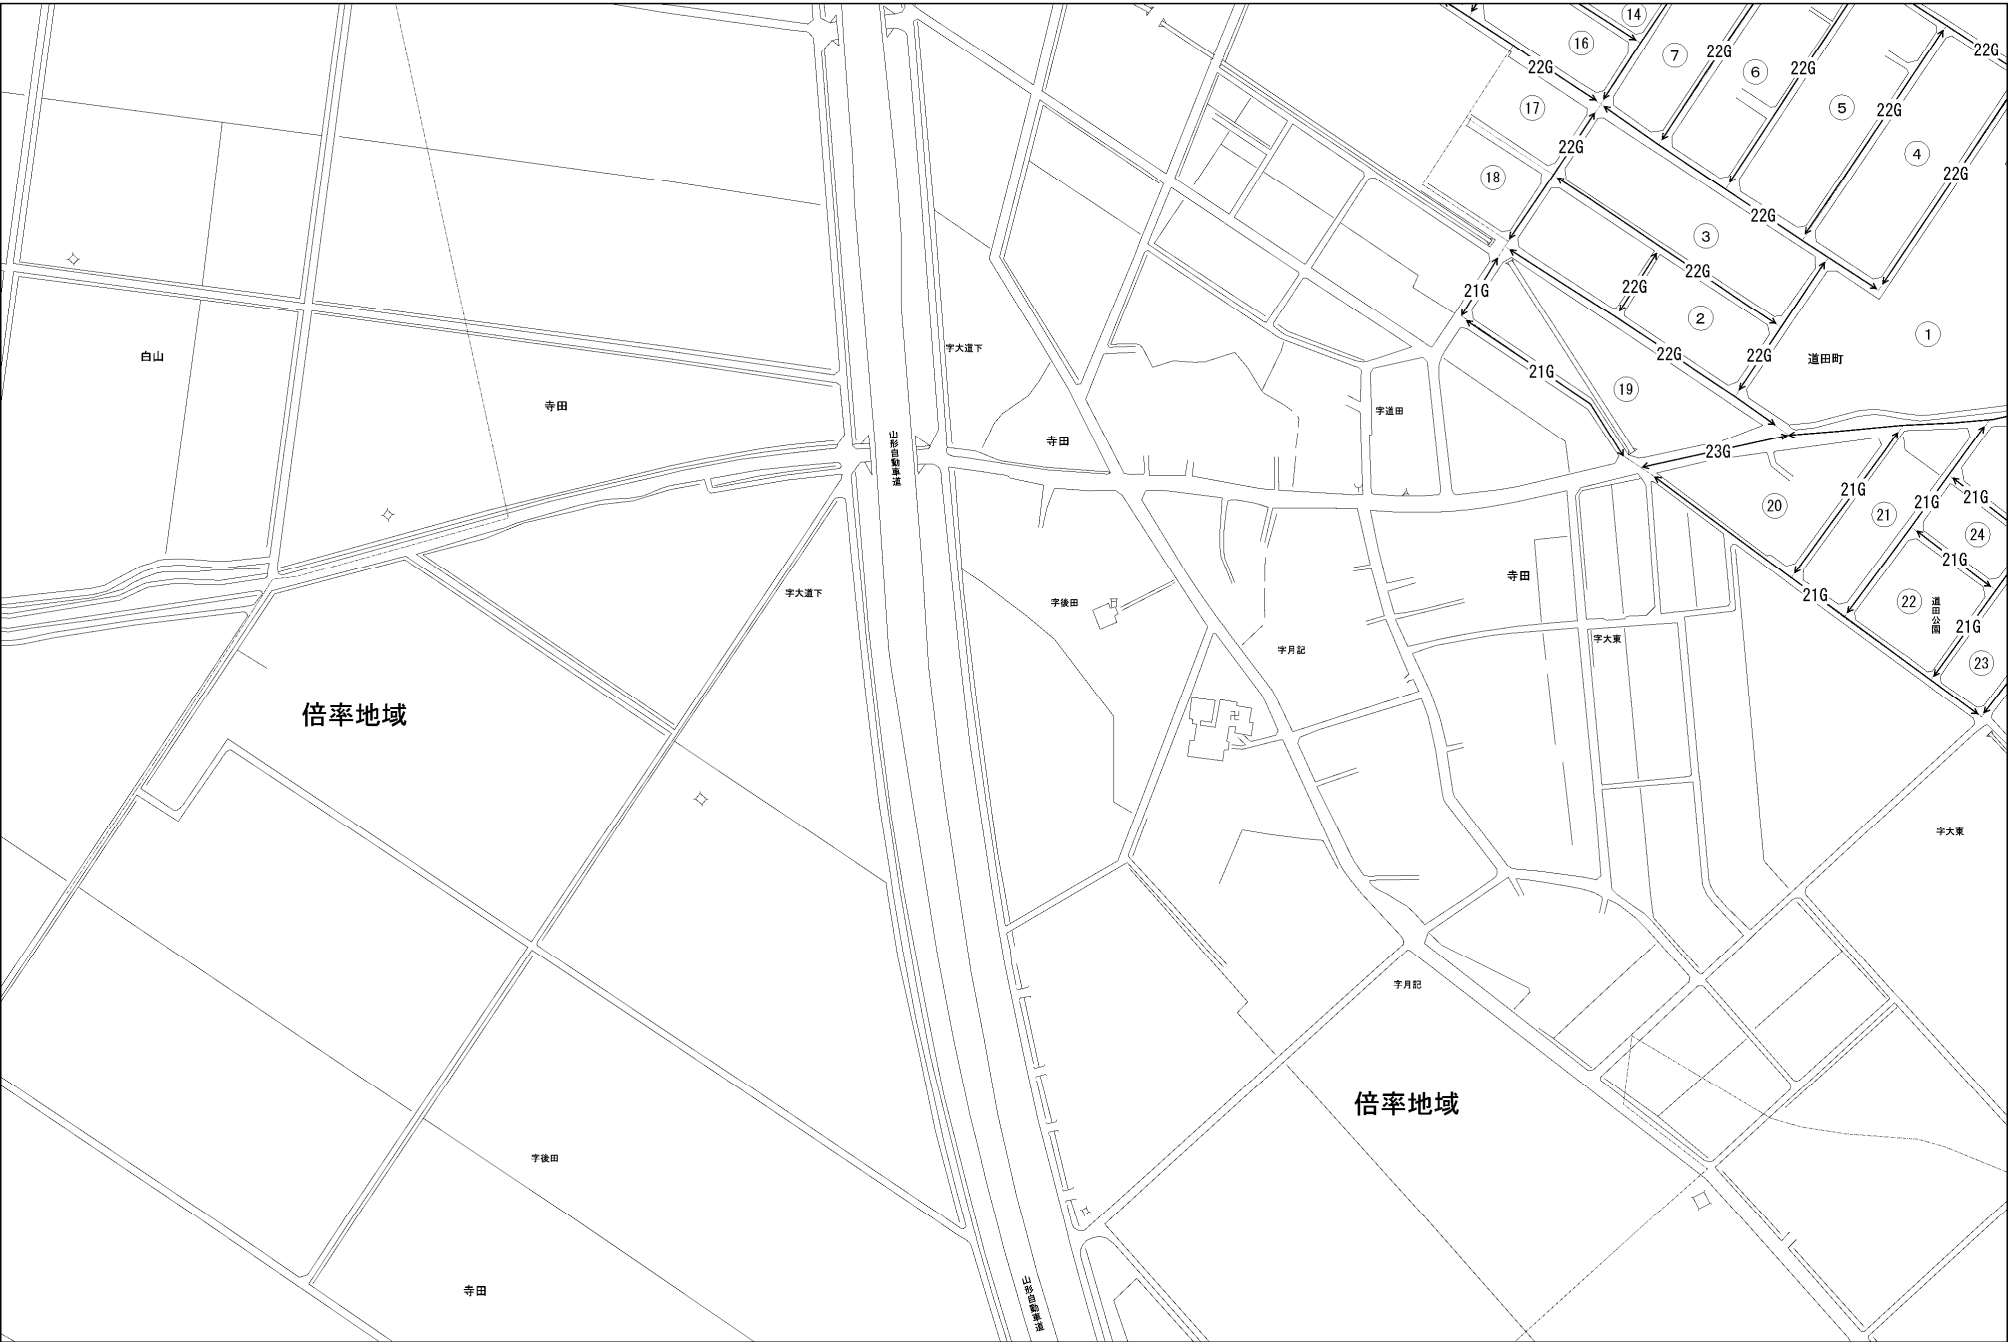 ⑭
⑯
⑦
22G
22G
22G
22G
⑥
22G
⑰
⑤
22G
22G
④
⑱
22G
22G
③
22G
22G
21G
②
①
字大道下
白山
22G
22G
道田町
21G
⑲
寺田
字道田
寺田
山形自動車道
23G
21G
21G
21G
⑳
㉑
㉔
21G
寺田
字大道下
字後田
21G
㉒
道田公園
21G
字大東
字月記
㉓
倍率地域
字大東
字月記
倍率地域
字後田
寺田
山形自動車道